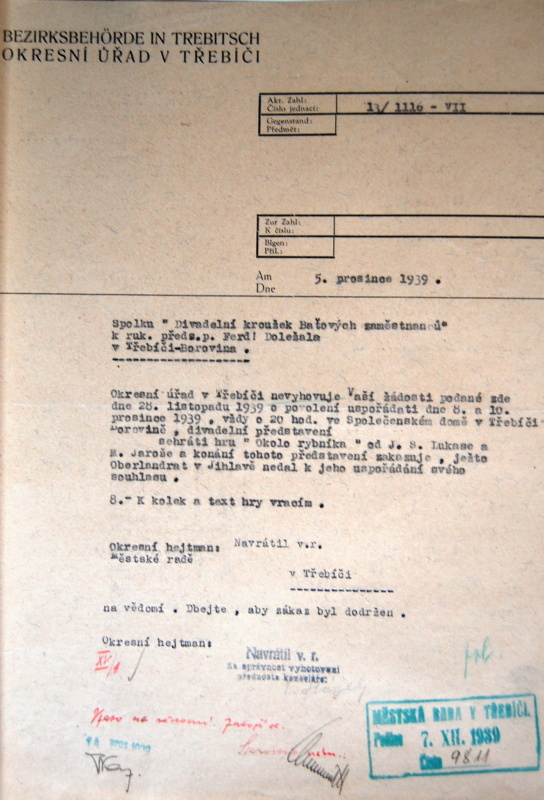 BEZIRKSBEHÖRDE IN TREBITSCH
OKRESNÍ ÚŘAD V TŘEBÍČI
Akt. Zahl:
Číslo jednací:
13/ 1116 - VII
Gegenstand:
Předmět:
Zur Zahl:
K číslu:
Blgen:
Příl.:
Am
Dne
5. prosince 1939 .
Spolku " Divadelní kroužek Baťových zaměstnanců"
k ruk. předs.p. Ferd! Doležala
v Třebíči-Borovina .
Okresní úřad v Třebíči nevyhovuje Vaší žádosti podané zde
dne 28. listopadu 1939 o povolení uspořádati dne 8. a 10.
prosince 1939 , vždy o 20 hod. ve Společenském domě v Třebíči-
Borovině , divadelní představení
sehráti hru " Okolo rybníka " od J. S. Lukase a
M. Jaroše a konání tohoto představení zakazuje , ježto
Oberlandrat v Jihlavě nedal k jeho uspořádání svého
souhlasu .
8.- K kolek a text hry vracím .
Okresní hejtman: Navrátil v.r.
Městské radě
v Třebíči
na vědomí . Dbejte , aby zákaz byl dodržen .
Okresní hejtman:
Navrátil v. r.
Za správnost vyhotovení
přednosta kanceláře:
XV/
MĚSTSKÁ RADA V TŘEBÍČI.
Došlo: 7. XII. 1939
Číslo 9811